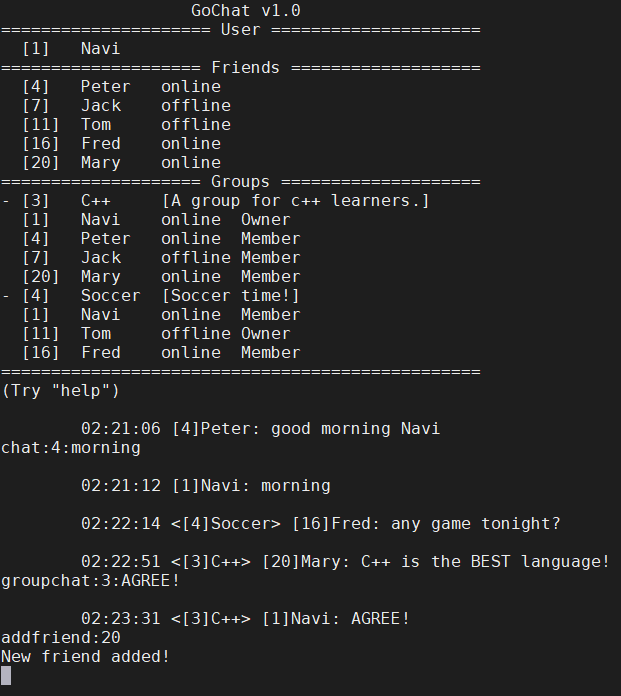 GoChat v1.0
===================== User =====================
[1] Navi
==================== Friends ===================
[4] Peter online
[7] Jack offline
[11] Tom offline
[16] Fred online
[20] Mary online
==================== Groups ====================
- [3] C++ [A group for c++ learners.]
[1] Navi online Owner
[4] Peter online Member
[7] Jack offline Member
[20] Mary online Member
- [4] Soccer [Soccer time!]
[1] Navi online Member
[11] Tom offline Owner
[16] Fred online Member
================================================
(Try "help")
02:21:06 [4]Peter: good morning Navi
chat:4:morning
02:21:12 [1]Navi: morning
02:22:14 <[4]Soccer> [16]Fred: any game tonight?
02:22:51 <[3]C++> [20]Mary: C++ is the BEST language!
groupchat:3:AGREE!
02:23:31 <[3]C++> [1]Navi: AGREE!
addfriend:20
New friend added!